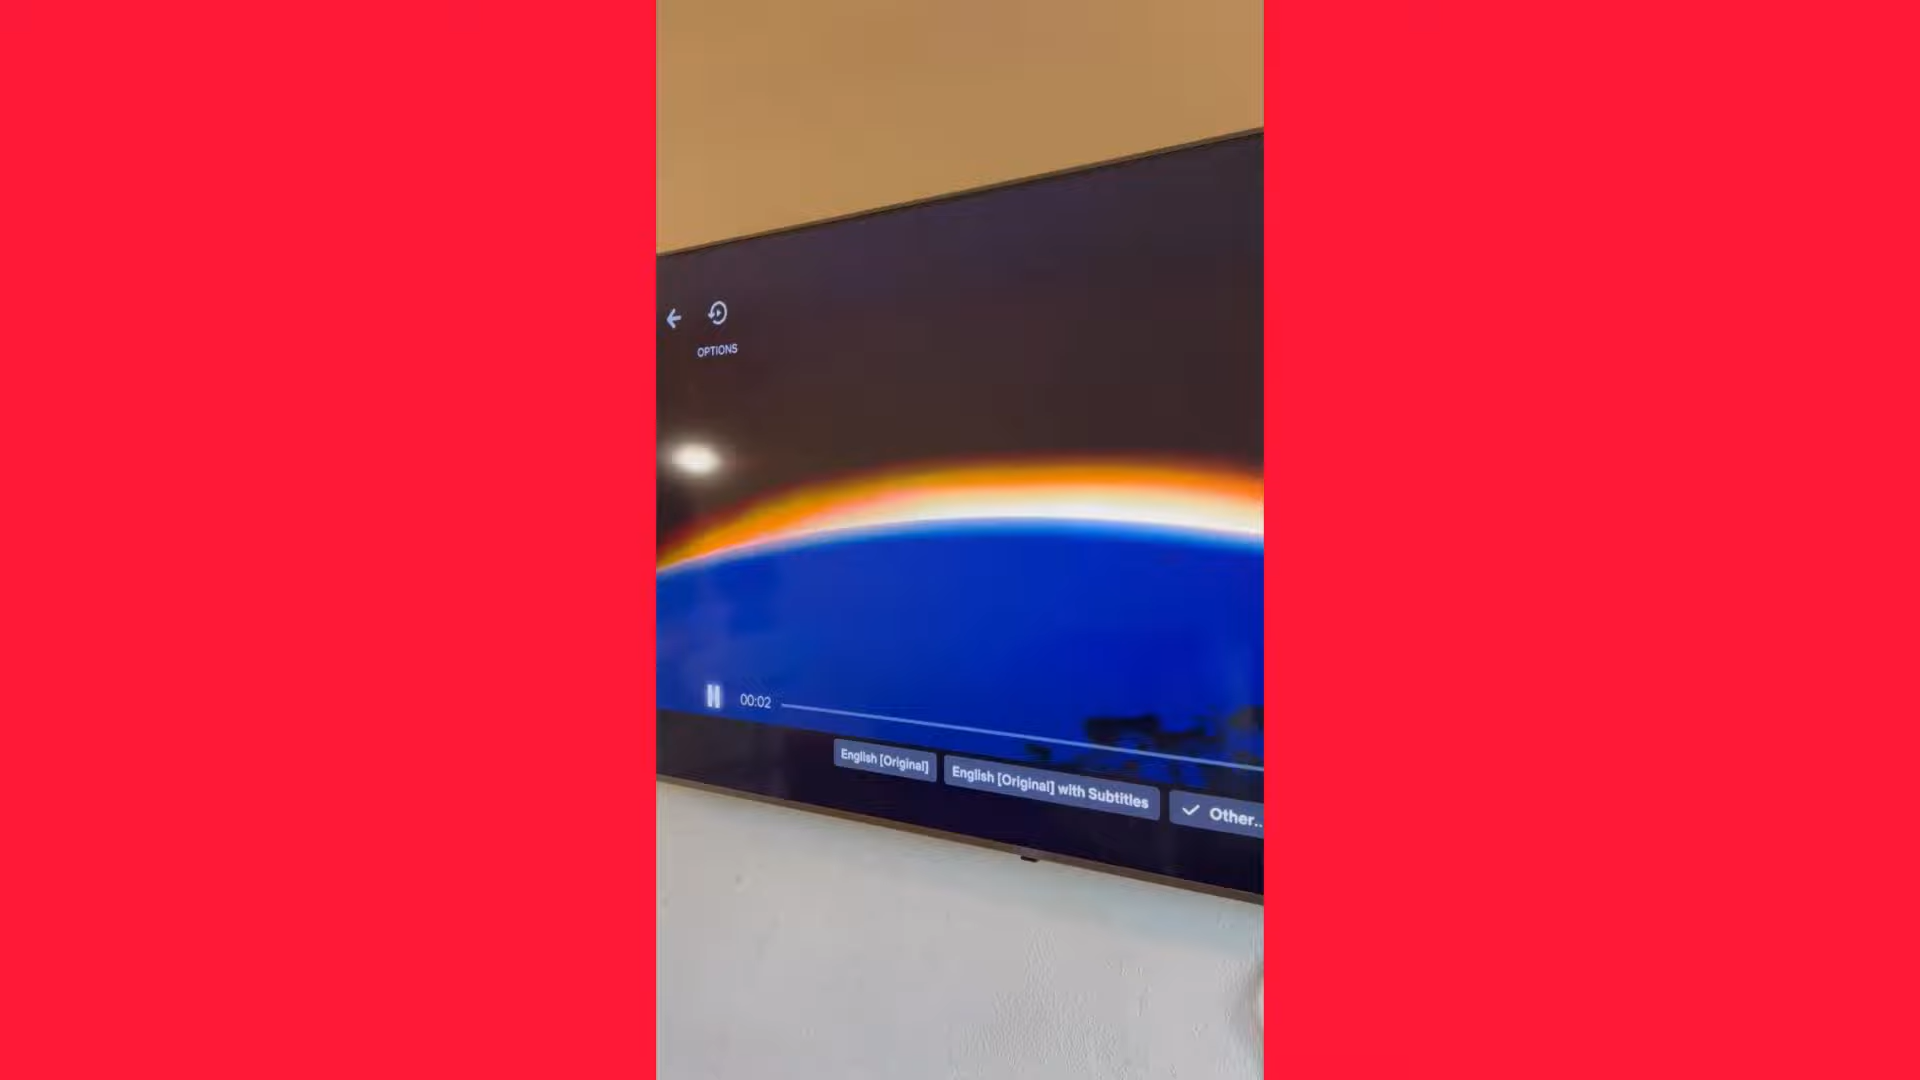 OPTIONS
00:02
English [Original]
English [Original] with Subtitles
Other..